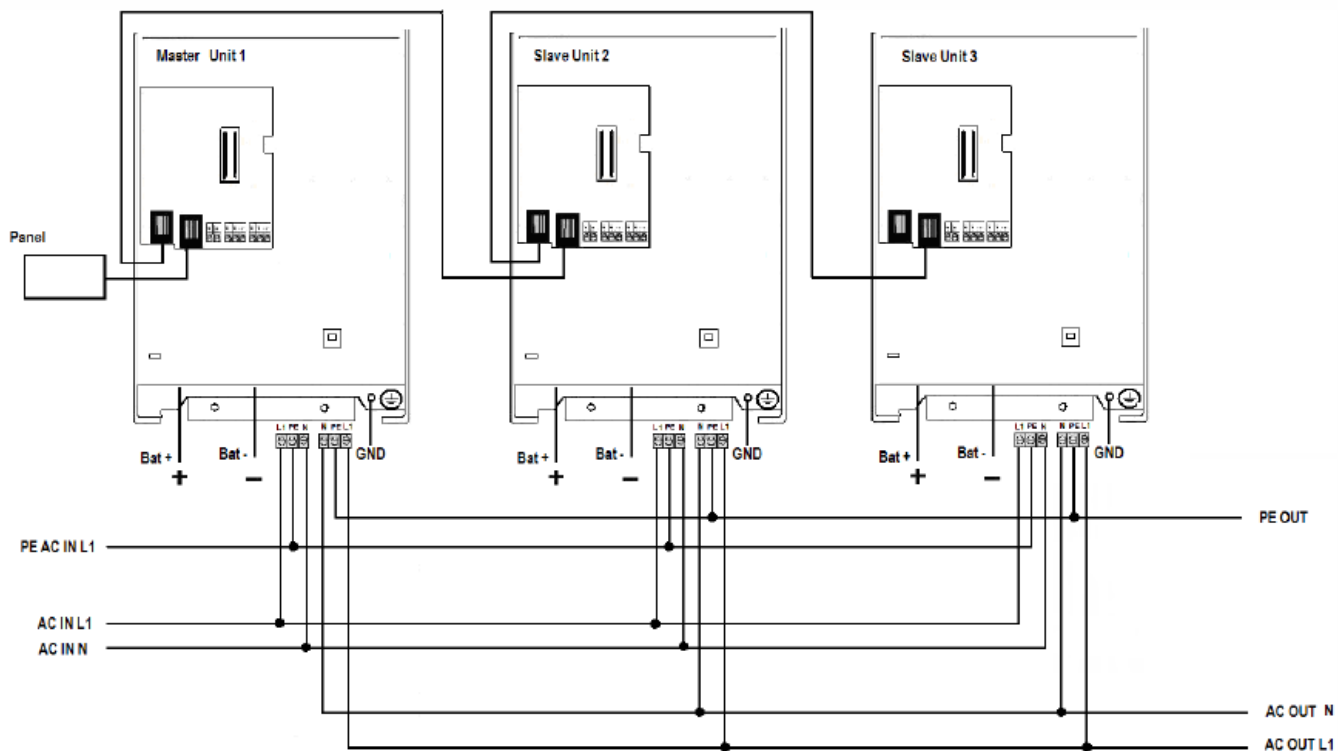 Master Unit 1
Slave Unit 2
Slave Unit 3
Panel
L1 PE N N PE L1
L1 PE N N PE L1
L1 PE N N PE L1
Bat + Bat - GND
Bat + Bat - GND
Bat + Bat - GND
+ −
+ −
+ −
PE OUT
PE AC IN L1
AC IN L1
AC IN N
AC OUT N
AC OUT L1